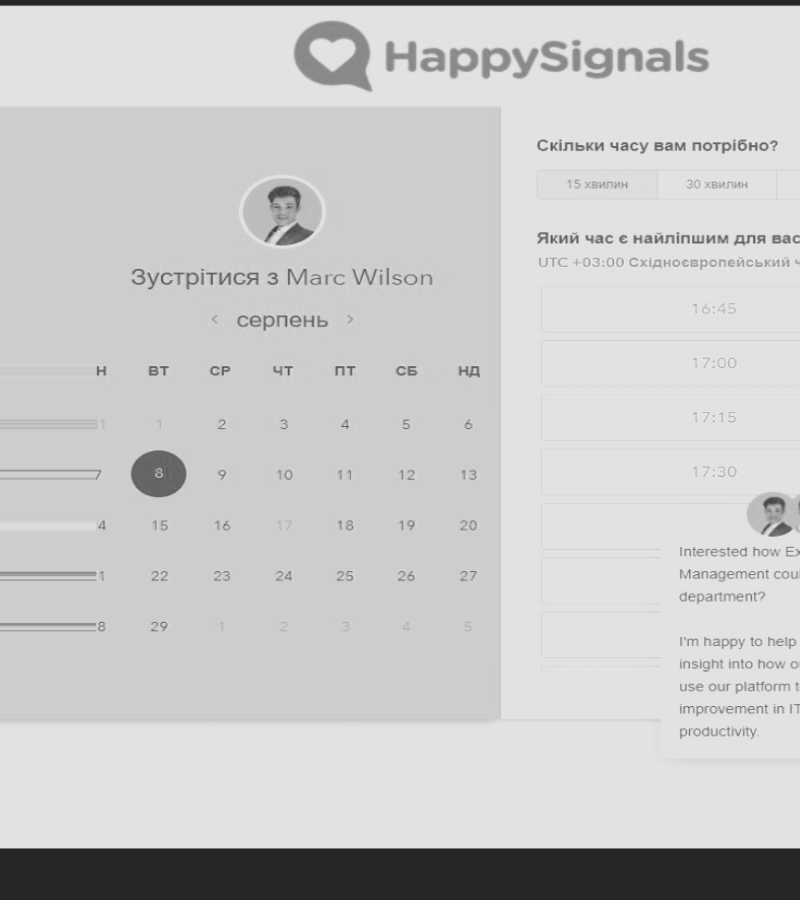 HappySignals
Зустрітися з Marc Wilson
< серпень >
Н ВТ СР ЧТ ПТ СБ НД
1 1 2 3 4 5 6
7 8 9 10 11 12 13
4 15 16 17 18 19 20
1 22 23 24 25 26 27
8 29 1 2 3 4 5
Скільки часу вам потрібно?
15 хвилин 30 хвилин
Який час є найліпшим для вас
UTC +03:00 Східноєвропейський ч
16:45
17:00
17:15
17:30
Interested how Ex
Management coul
department?
I'm happy to help
insight into how o
use our platform t
improvement in IT
productivity.